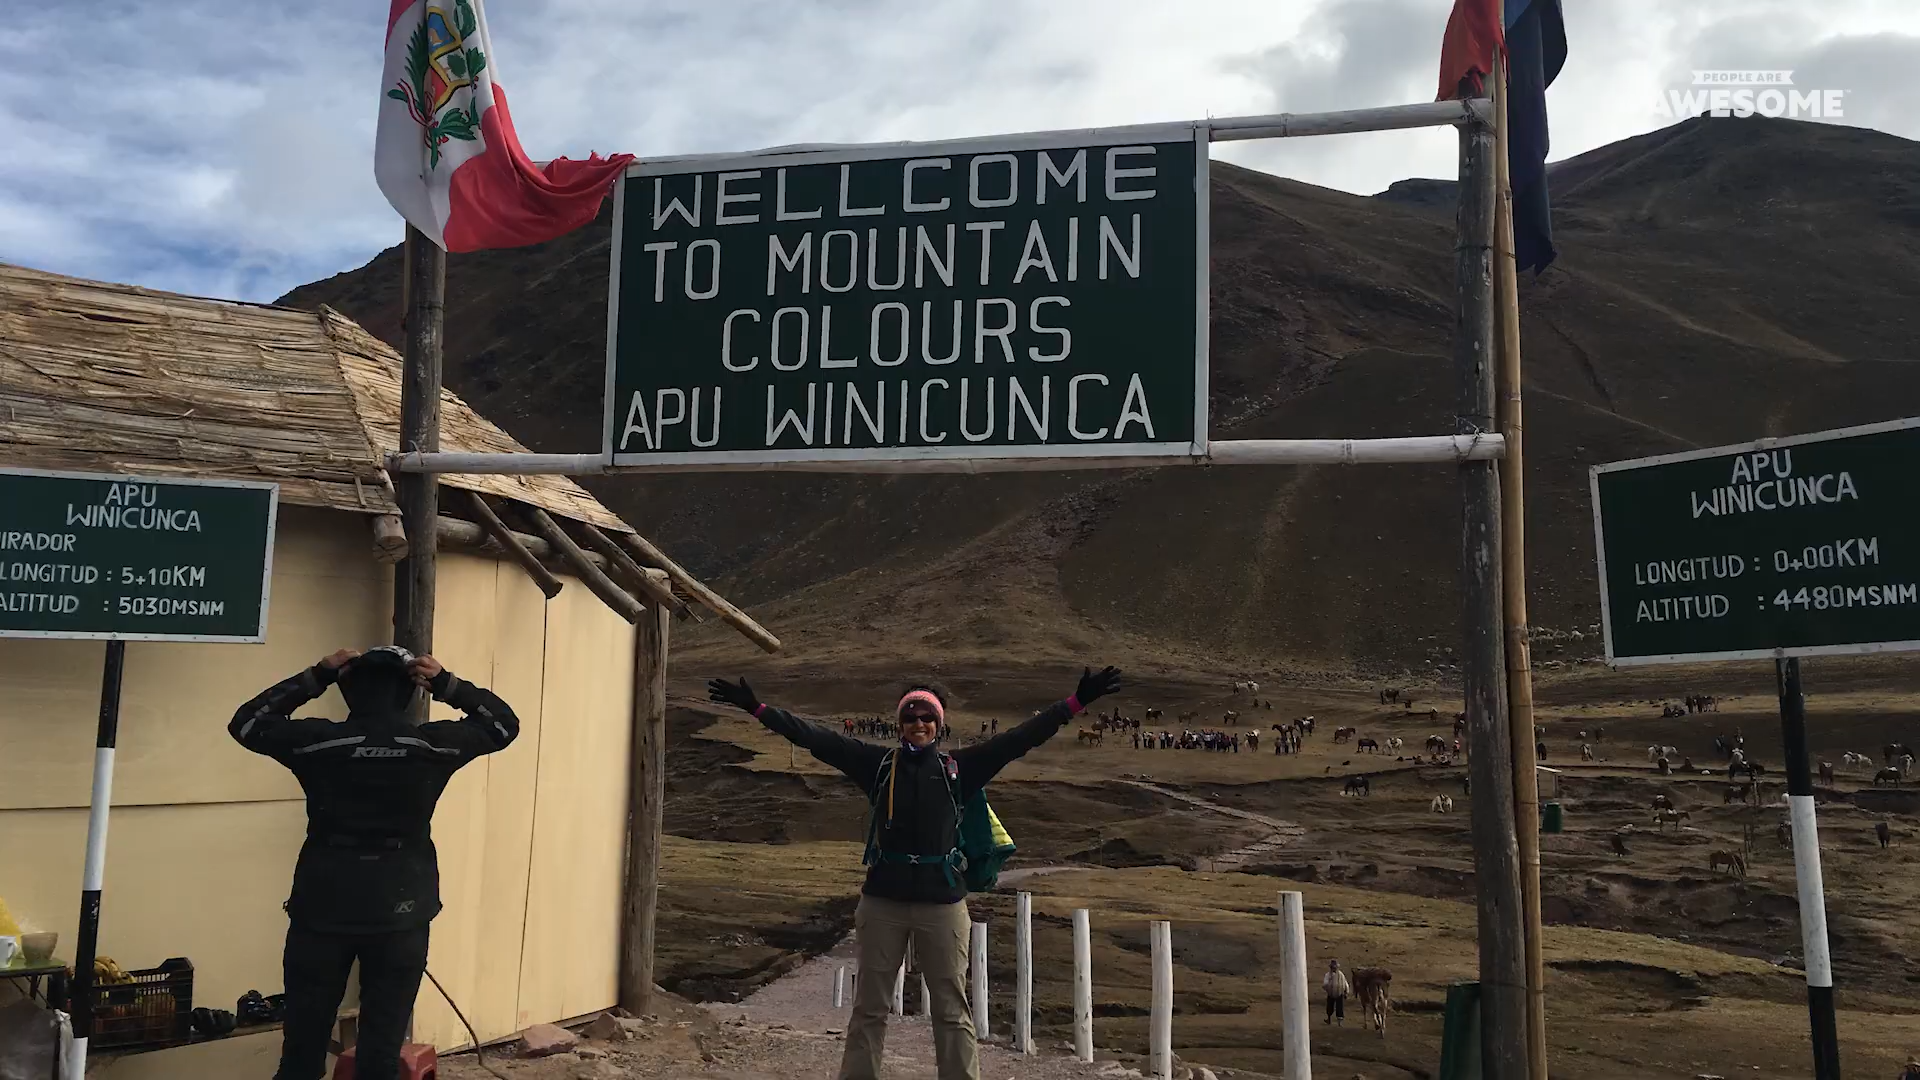 PEOPLE ARE
AWESOME
WELLCOME
TO MOUNTAIN
COLOURS
APU WINICUNCA
APU
WINICUNCA
IRADOR
LONGITUD : 5+10KM
ALTITUD : 5030MSNM
APU
WINICUNCA
LONGITUD : 0+00KM
ALTITUD : 4480MSNM
Klim
K